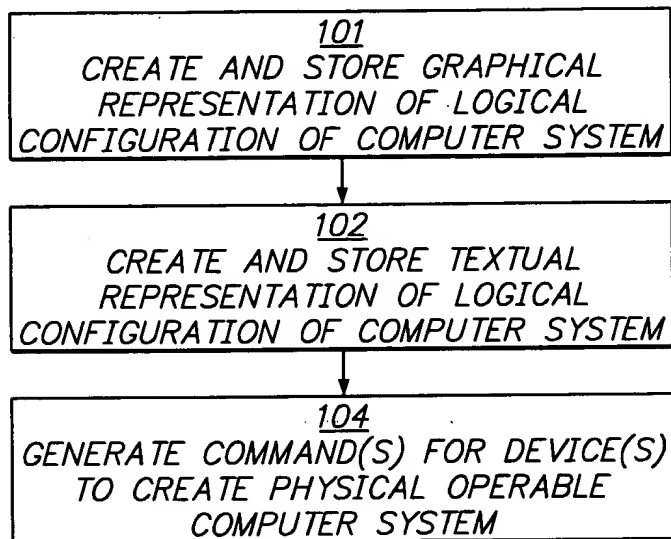 101
CREATE AND STORE GRAPHICAL
REPRESENTATION OF LOGICAL
CONFIGURATION OF COMPUTER SYSTEM
102
CREATE AND STORE TEXTUAL
REPRESENTATION OF LOGICAL
CONFIGURATION OF COMPUTER SYSTEM
104
GENERATE COMMAND(S) FOR DEVICE(S)
TO CREATE PHYSICAL OPERABLE
COMPUTER SYSTEM